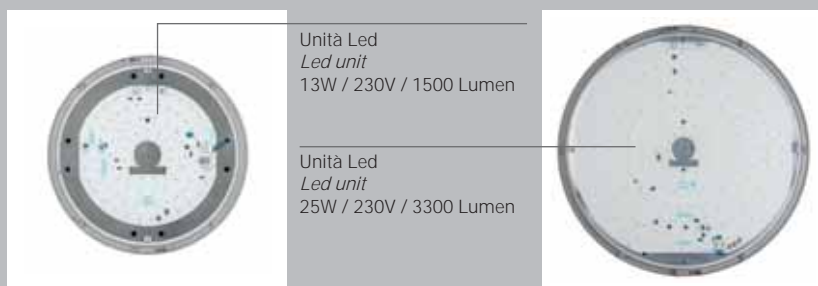 Unità Led
Led unit
13W / 230V / 1500 Lumen
Unità Led
Led unit
25W / 230V / 3300 Lumen